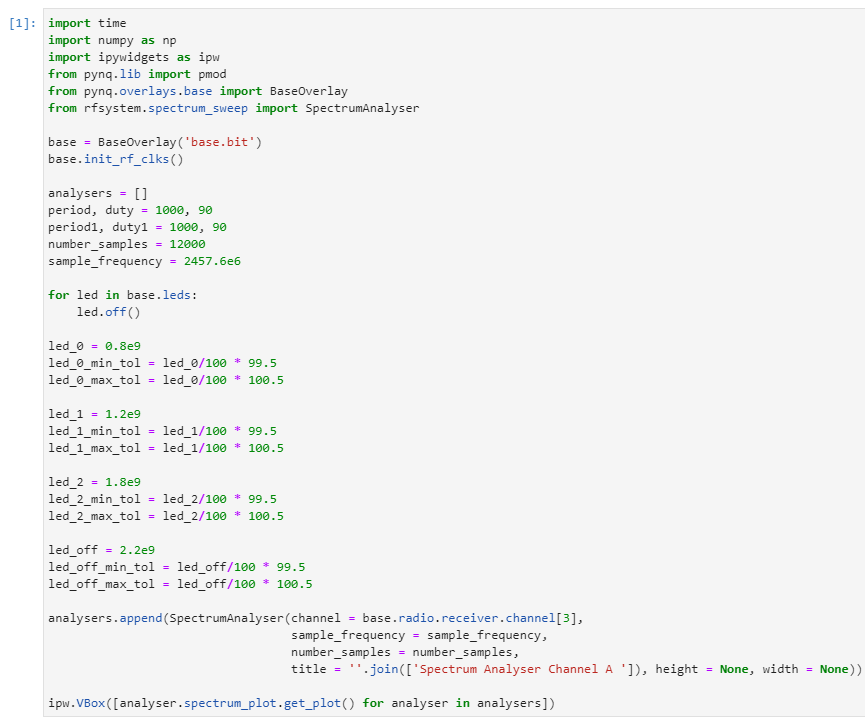 [1]: import time
import numpy as np
import ipywidgets as ipw
from pynq.lib import pmod
from pynq.overlays.base import BaseOverlay
from rfsystem.spectrum_sweep import SpectrumAnalyser

base = BaseOverlay('base.bit')
base.init_rf_clks()

analysers = []
period, duty = 1000, 90
period1, duty1 = 1000, 90
number_samples = 12000
sample_frequency = 2457.6e6

for led in base.leds:
    led.off()

led_0 = 0.8e9
led_0_min_tol = led_0/100 * 99.5
led_0_max_tol = led_0/100 * 100.5

led_1 = 1.2e9
led_1_min_tol = led_1/100 * 99.5
led_1_max_tol = led_1/100 * 100.5

led_2 = 1.8e9
led_2_min_tol = led_2/100 * 99.5
led_2_max_tol = led_2/100 * 100.5

led_off = 2.2e9
led_off_min_tol = led_off/100 * 99.5
led_off_max_tol = led_off/100 * 100.5

analysers.append(SpectrumAnalyser(channel = base.radio.receiver.channel[3],
                                  sample_frequency = sample_frequency,
                                  number_samples = number_samples,
                                  title = ''.join(['Spectrum Analyser Channel A ']), height = None, width = None))

ipw.VBox([analyser.spectrum_plot.get_plot() for analyser in analysers])